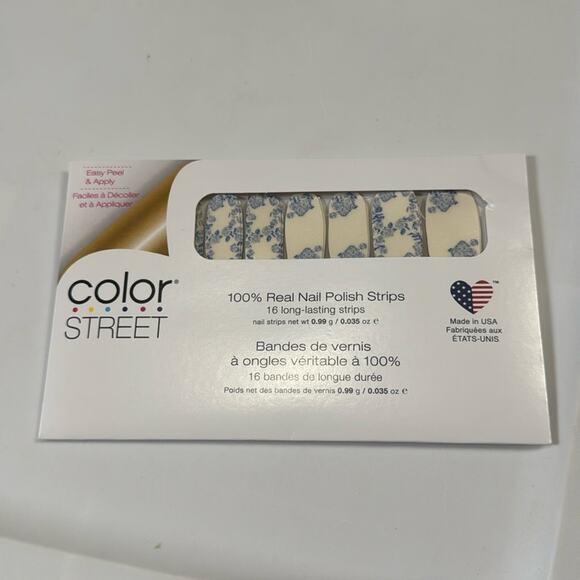 Easy Peel
& Apply
Faciles à Décoller
et à Appliquer
color®
STREET
100% Real Nail Polish Strips
16 long-lasting strips
nail strips net wt 0.99 g / 0.035 oz ℮
Bandes de vernis
à ongles véritable à 100%
16 bandes de longue durée
Poids net des bandes de vernis 0.99 g / 0.035 oz ℮
™
Made in USA
Fabriquées aux
ÉTATS-UNIS